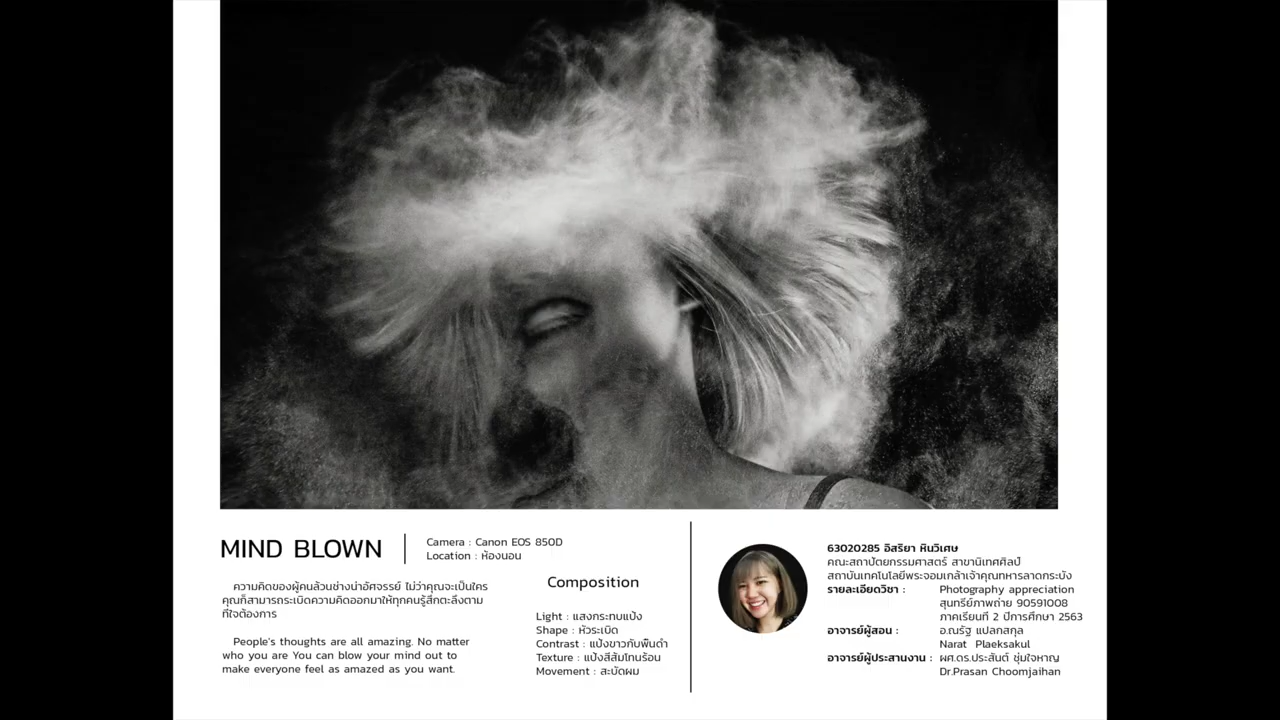 MIND BLOWN
Camera : Canon EOS 850D
Location : ห้องนอน
ความคิดของผู้คนล้วนช่างน่าอัศจรรย์ ไม่ว่าคุณจะเป็นใคร
คุณก็สามารถระเบิดความคิดออกมาให้ทุกคนรู้สึกตะลึงตาม
ที่ใจต้องการ
People's thoughts are all amazing. No matter
who you are You can blow your mind out to
make everyone feel as amazed as you want.
Composition
Light : แสงกระทบแป้ง
Shape : หัวระเบิด
Contrast : แป้งขาวกับพื้นดำ
Texture : แป้งสีส้มโทนร้อน
Movement : สะบัดผม
63020285 อิสริยา หินวิเศษ
คณะสถาปัตยกรรมศาสตร์ สาขานิเทศศิลป์
สถาบันเทคโนโลยีพระจอมเกล้าเจ้าคุณทหารลาดกระบัง
รายละเอียดวิชา : Photography appreciation
สุนทรีย์ภาพถ่าย 90591008
ภาคเรียนที่ 2 ปีการศึกษา 2563
อาจารย์ผู้สอน : อ.ณรัฐ แปลกสกุล
Narat Plaeksakul
อาจารย์ผู้ประสานงาน : ผศ.ดร.ประสันต์ ชุ่มใจหาญ
Dr.Prasan Choomjaihan